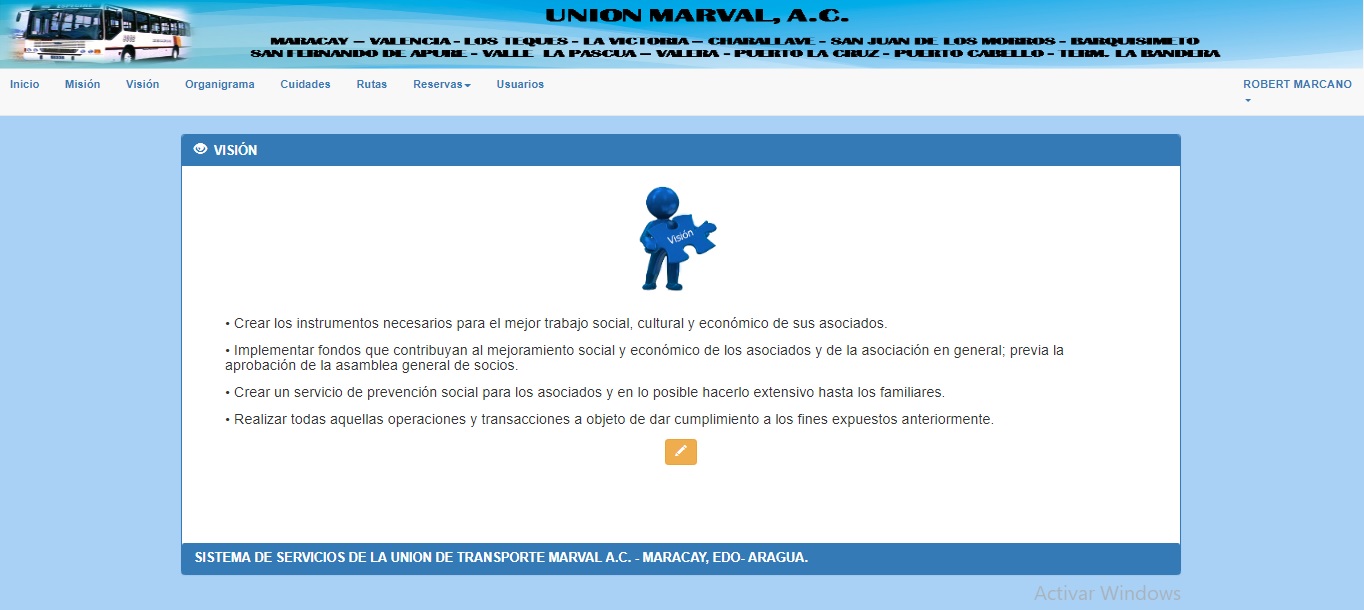 UNION MARVAL, A.C.
MARACAY – VALENCIA - LOS TEQUES - LA VICTORIA – CHARALLAVE - SAN JUAN DE LOS MORROS - BARQUISIMETO
SAN FERNANDO DE APURE - VALLE LA PASCUA – VALERA - PUERTO LA CRUZ - PUERTO CABELLO - TERM. LA BANDERA
Inicio Misión Visión Organigrama Cuidades Rutas Reservas Usuarios ROBERT MARCANO
VISIÓN
Visión
• Crear los instrumentos necesarios para el mejor trabajo social, cultural y económico de sus asociados.
• Implementar fondos que contribuyan al mejoramiento social y económico de los asociados y de la asociación en general; previa la
aprobación de la asamblea general de socios.
• Crear un servicio de prevención social para los asociados y en lo posible hacerlo extensivo hasta los familiares.
• Realizar todas aquellas operaciones y transacciones a objeto de dar cumplimiento a los fines expuestos anteriormente.
SISTEMA DE SERVICIOS DE LA UNION DE TRANSPORTE MARVAL A.C. - MARACAY, EDO- ARAGUA.
Activar Windows